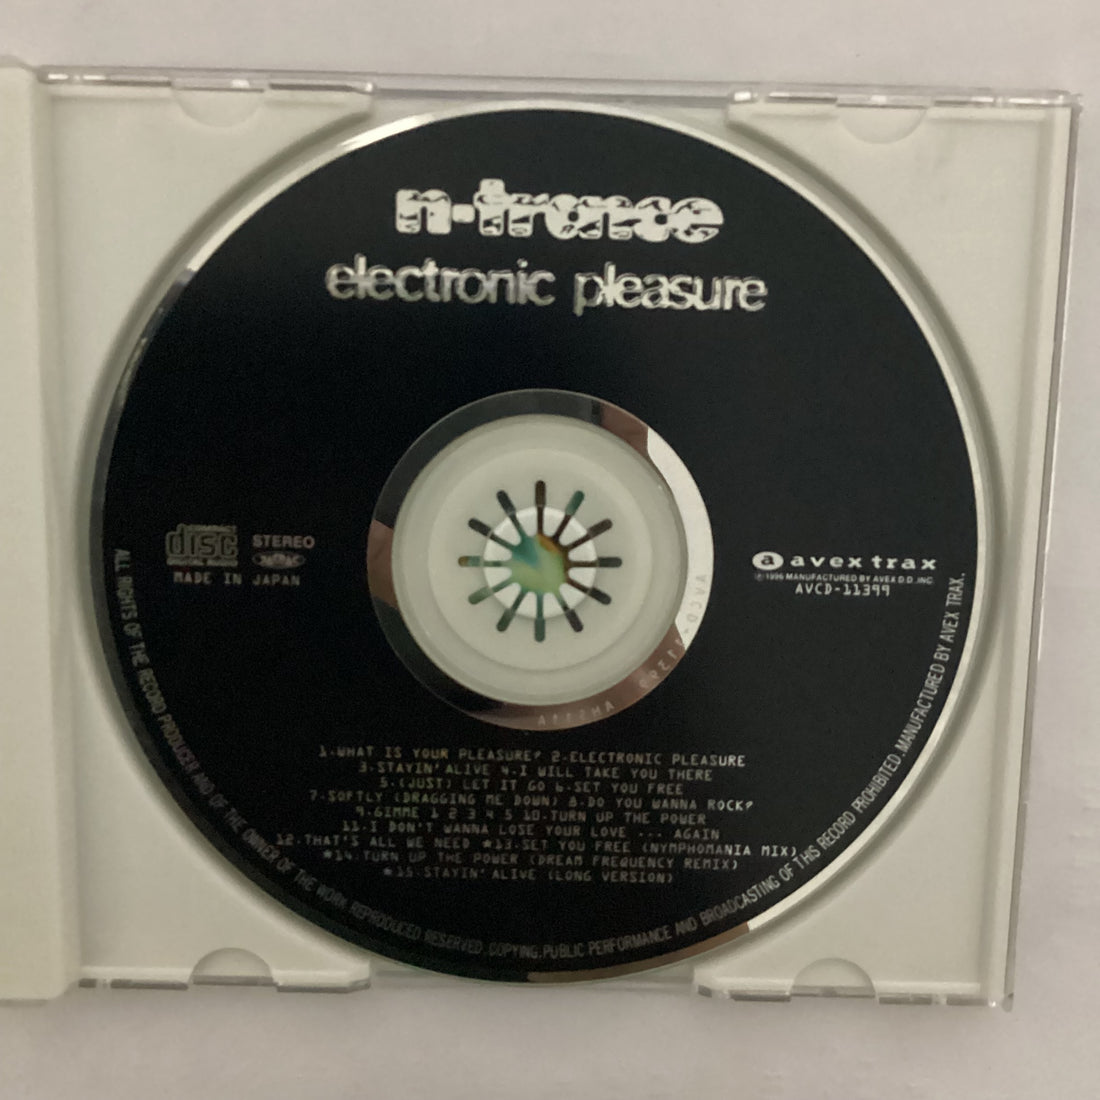 n-trance
electronic pleasure
COMPACT
disc
DIGITAL AUDIO
STEREO
MADE IN JAPAN
a avex trax
℗1996 MANUFACTURED BY AVEX D.D.,INC.
AVCD-11399
AVCD-11399
1.WHAT IS YOUR PLEASURE? 2.ELECTRONIC PLEASURE
3.STAYIN' ALIVE 4.I WILL TAKE YOU THERE
5.(JUST) LET IT GO 6.SET YOU FREE
7.SOFTLY (DRAGGING ME DOWN) 8.DO YOU WANNA ROCK?
9.GIMME 1 2 3 4 5 10.TURN UP THE POWER
11.I DON'T WANNA LOSE YOUR LOVE ... AGAIN
12.THAT'S ALL WE NEED *13.SET YOU FREE (NYMPHOMANIA MIX)
*14.TURN UP THE POWER (DREAM FREQUENCY REMIX)
*15.STAYIN' ALIVE (LONG VERSION)
ALL RIGHTS OF THE RECORD PRODUCER AND OF THE OWNER OF THE WORK REPRODUCED RESERVED.COPYING.PUBLIC PERFORMANCE AND BROADCASTING OF THIS RECORD PROHIBITED.MANUFACTURED BY AVEX TRAX.